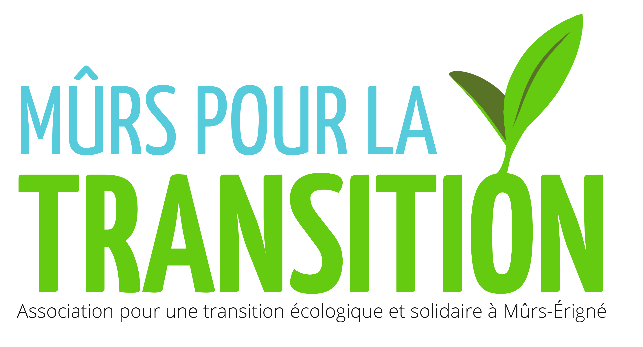 MÛRS POUR LA
TRANSITION
Association pour une transition écologique et solidaire à Mûrs-Érigné